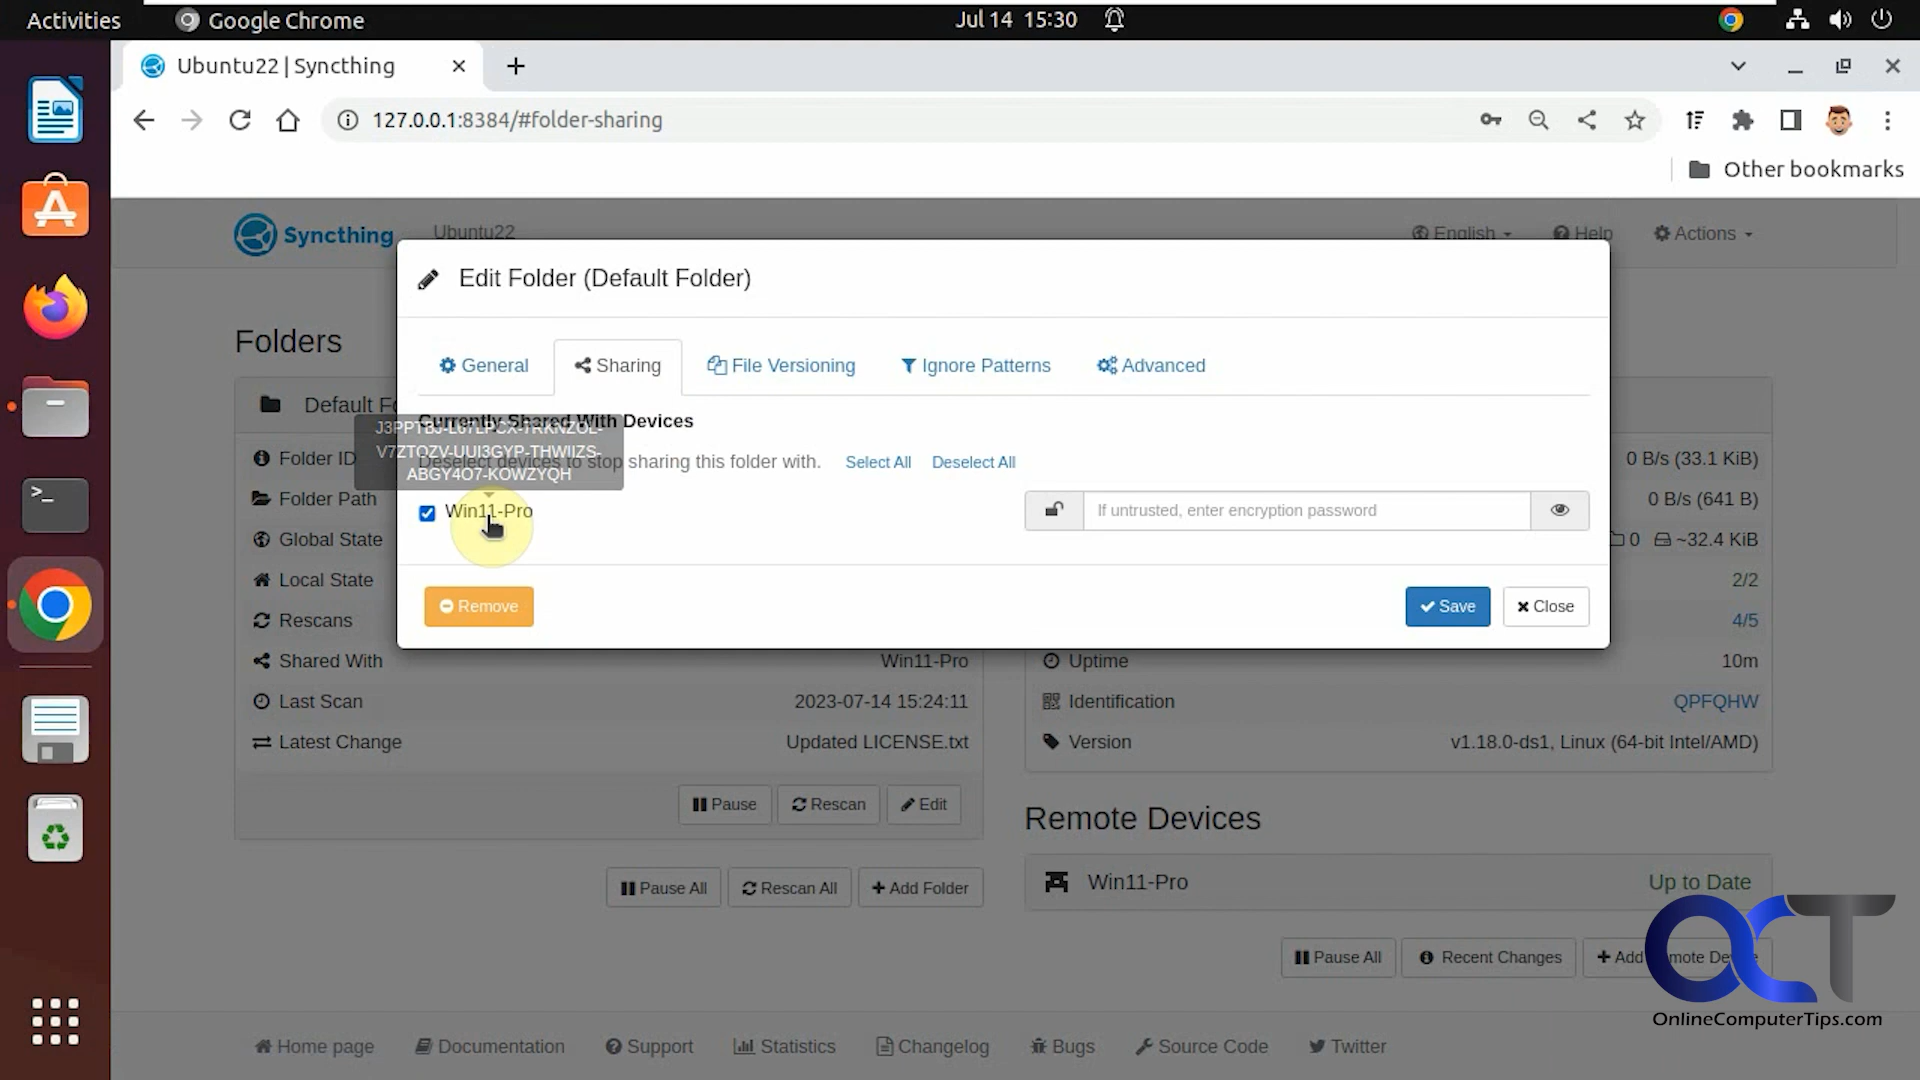 Activities Google Chrome Jul 14 15:30
Ubuntu22 | Syncthing
127.0.0.1:8384/#folder-sharing
Other bookmarks
Syncthing Ubuntu22 English Help Actions
Edit Folder (Default Folder)
Folders
General Sharing File Versioning Ignore Patterns Advanced
Default Fo
Currently Shared With Devices
J3PPTBJ-L67LPCX-7RKNZOL-
V7ZTQZV-UUI3GYP-THWIIZS-
ABGY4O7-KOWZYQH
Folder ID 0 B/s (33.1 KiB)
Deselect devices to stop sharing this folder with. Select All Deselect All
Folder Path 0 B/s (641 B)
Win11-Pro If untrusted, enter encryption password
Global State 0 ~32.4 KiB
Local State 2/2
Remove Save Close
Rescans 4/5
Shared With Win11-Pro Uptime 10m
Last Scan 2023-07-14 15:24:11 Identification QPFQHW
Latest Change Updated LICENSE.txt Version v1.18.0-ds1, Linux (64-bit Intel/AMD)
Pause Rescan Edit
Remote Devices
Pause All Rescan All Add Folder
Win11-Pro Up to Date
Pause All Recent Changes Add
OCT
OnlineComputerTips.com
Home page Documentation Support Statistics Changelog Bugs Source Code Twitter